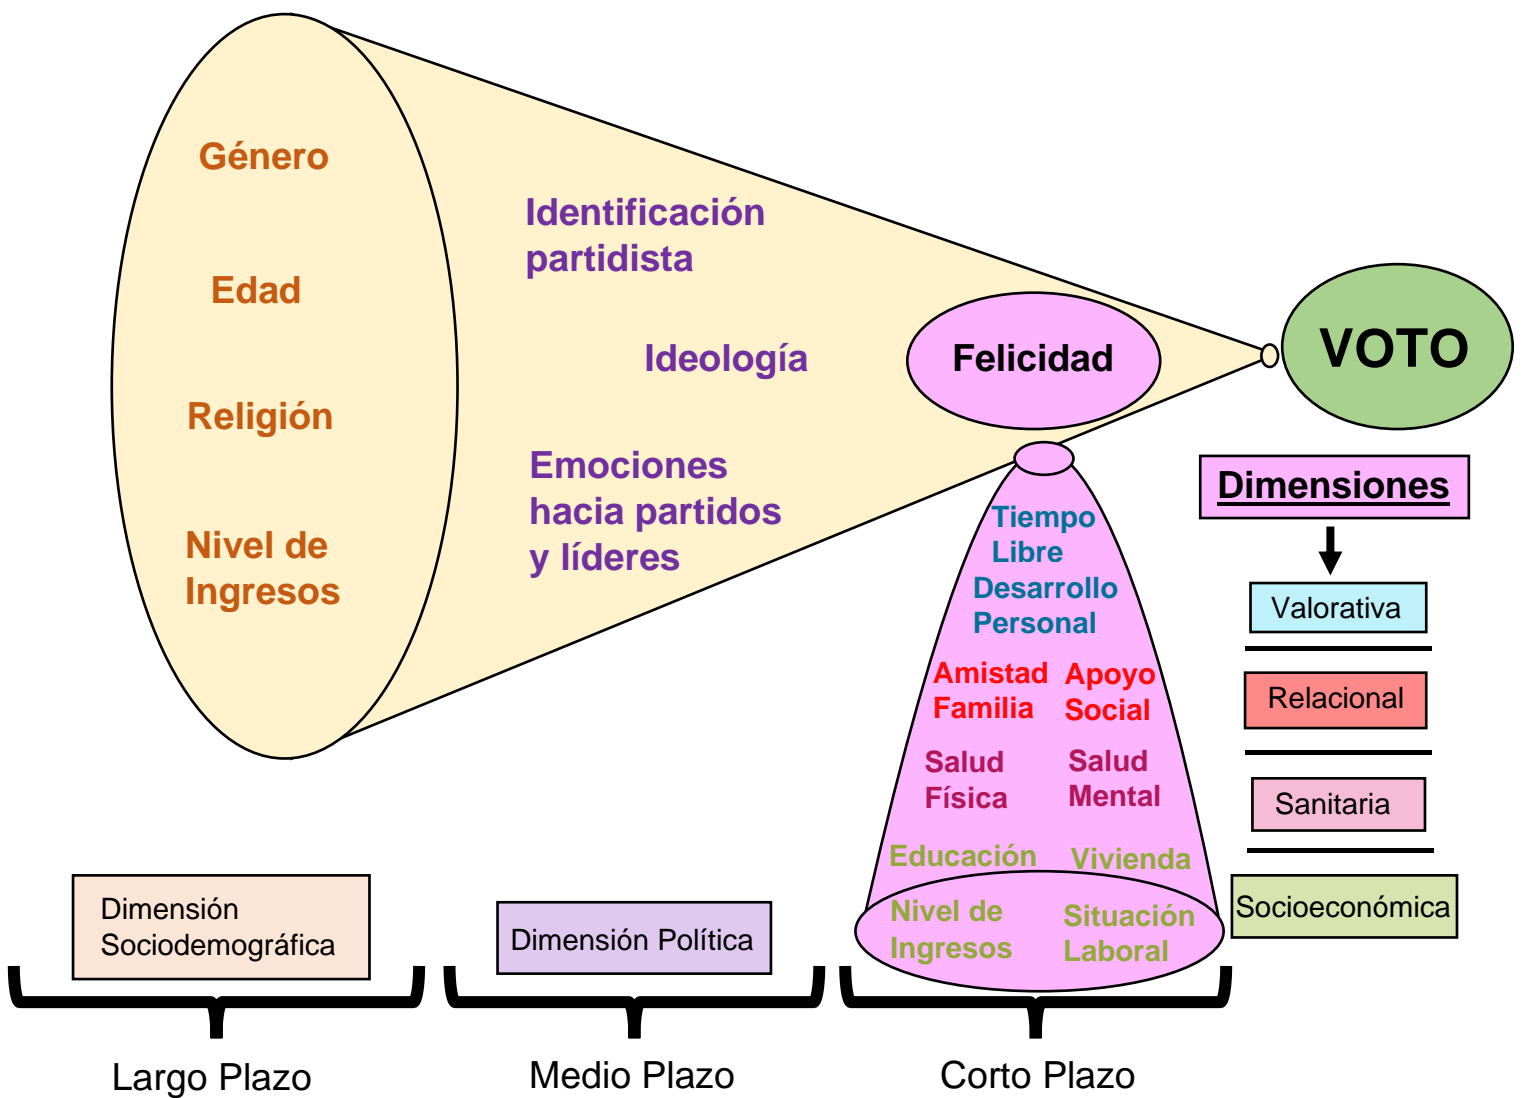 Género
Edad
Religión
Nivel de
Ingresos
Identificación
partidista
Ideología
Emociones
hacia partidos
y líderes
Felicidad
VOTO
Tiempo
Libre
Desarrollo
Personal
Amistad
Familia
Apoyo
Social
Salud
Física
Salud
Mental
Educación
Vivienda
Nivel de
Ingresos
Situación
Laboral
Dimensiones
Valorativa
Relacional
Sanitaria
Socioeconómica
Dimensión
Sociodemográfica
Dimensión Política
Largo Plazo
Medio Plazo
Corto Plazo